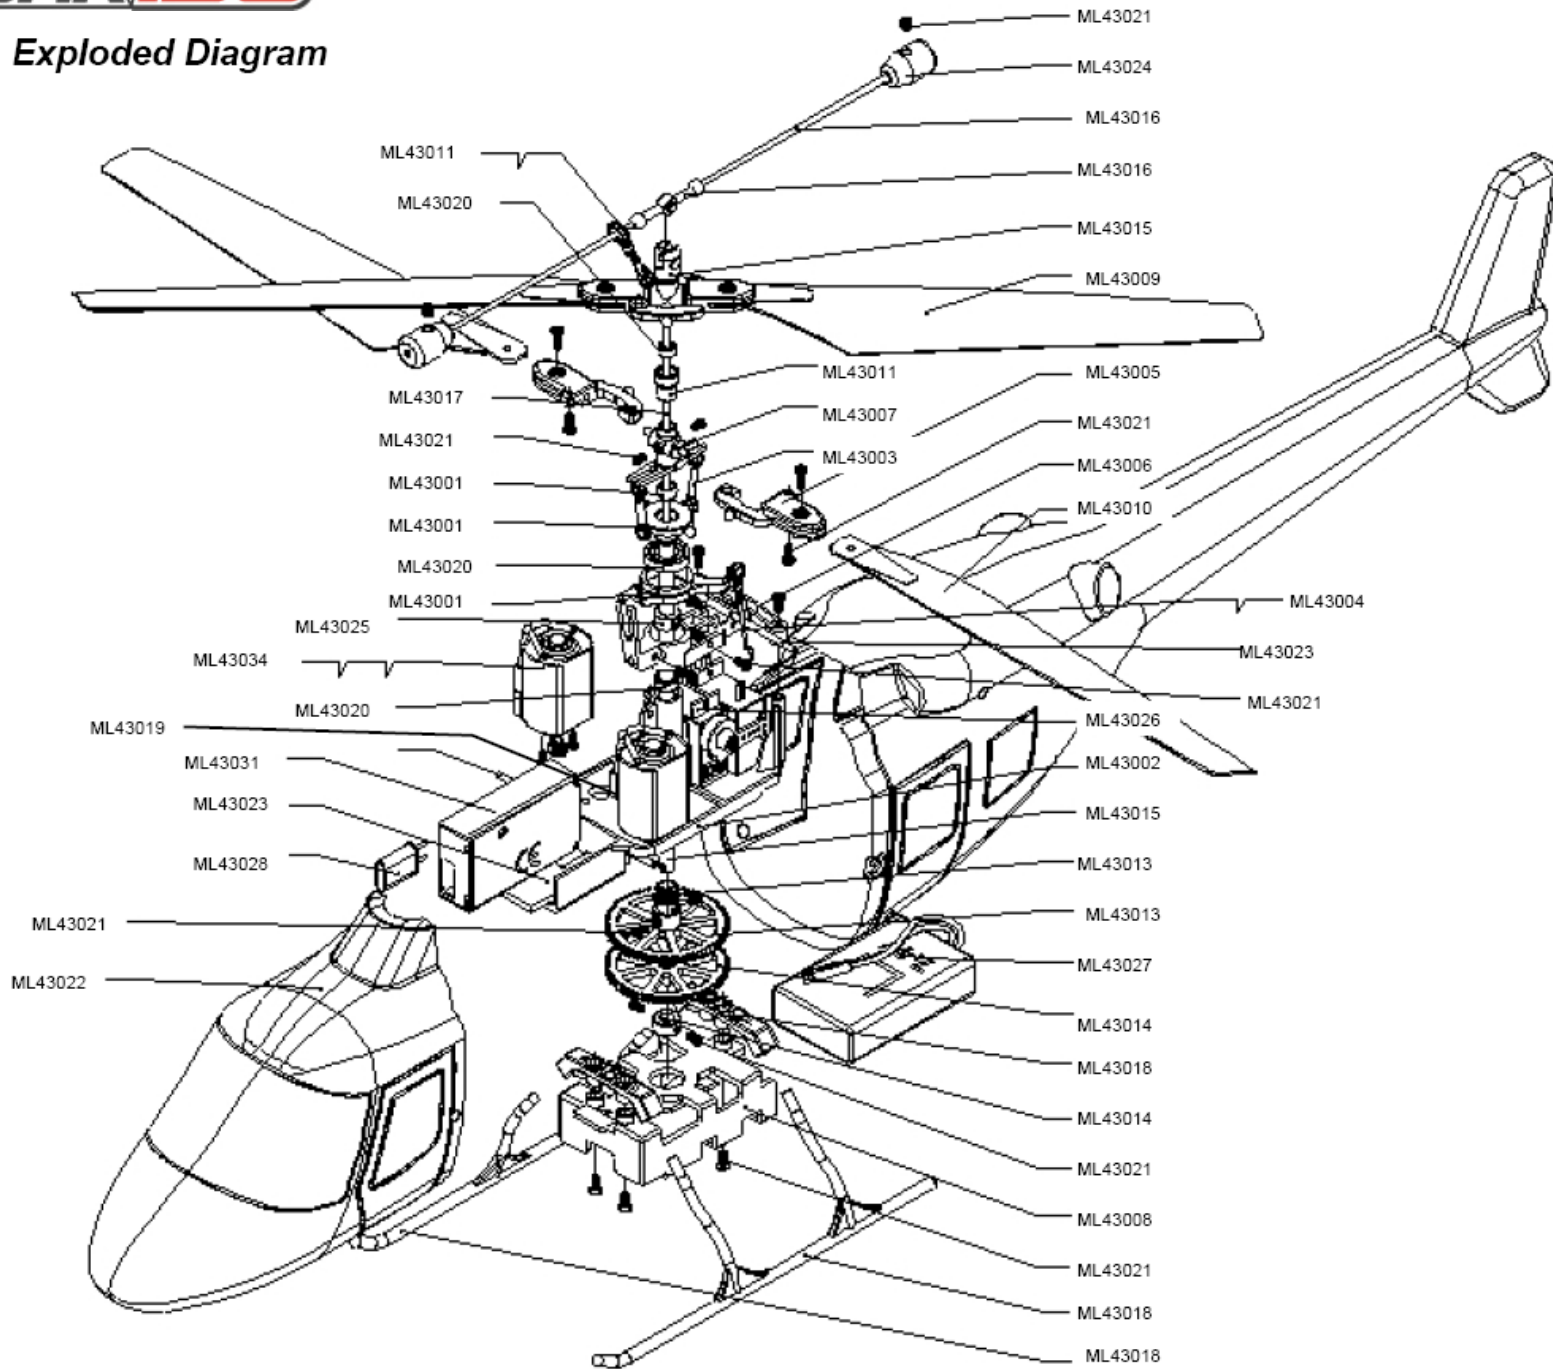 Exploded Diagram
ML43021
ML43024
ML43016
ML43011
ML43016
ML43020
ML43015
ML43009
ML43011
ML43005
ML43017
ML43007
ML43021
ML43021
ML43003
ML43006
ML43001
ML43010
ML43001
ML43020
ML43001
ML43004
ML43025
ML43023
ML43034
ML43021
ML43020
ML43026
ML43019
ML43031
ML43002
ML43023
ML43015
ML43028
ML43013
ML43021
ML43013
ML43027
ML43022
ML43014
ML43018
ML43014
ML43021
ML43008
ML43021
ML43018
ML43018